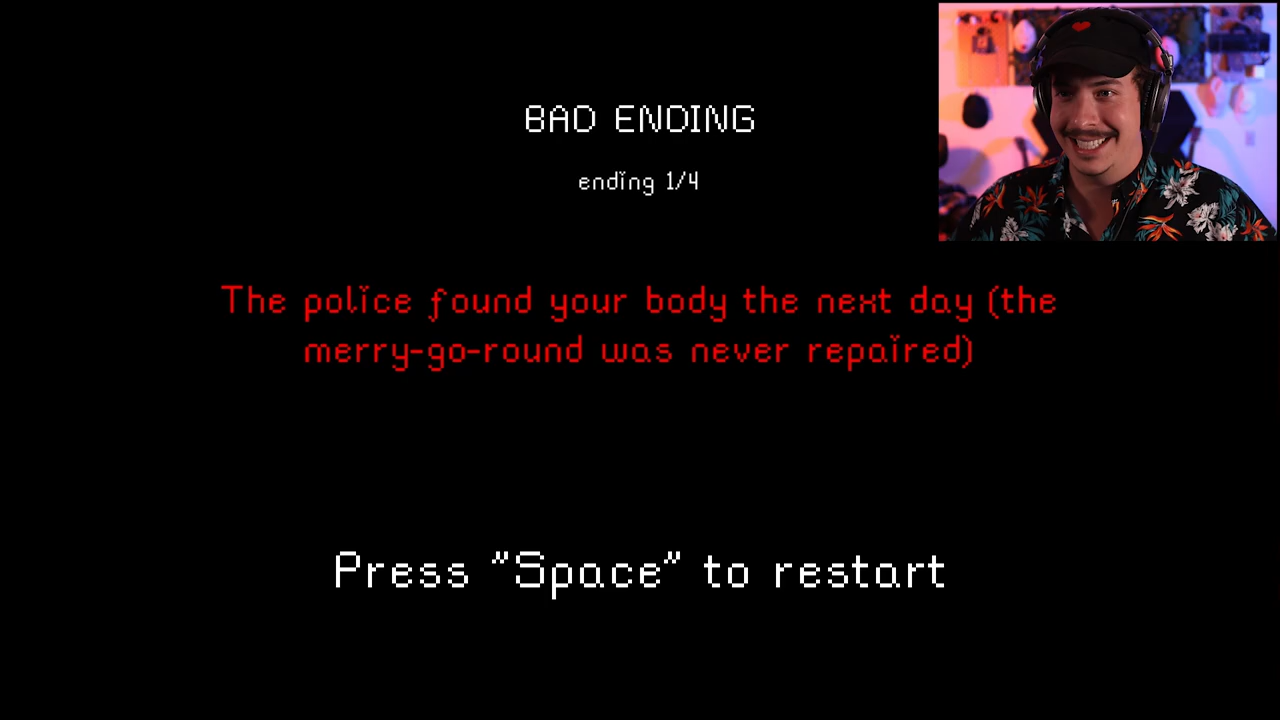 BAD ENDING
ending 1/4
The police found your body the next day (the
merry-go-round was never repaired)
Press "Space" to restart